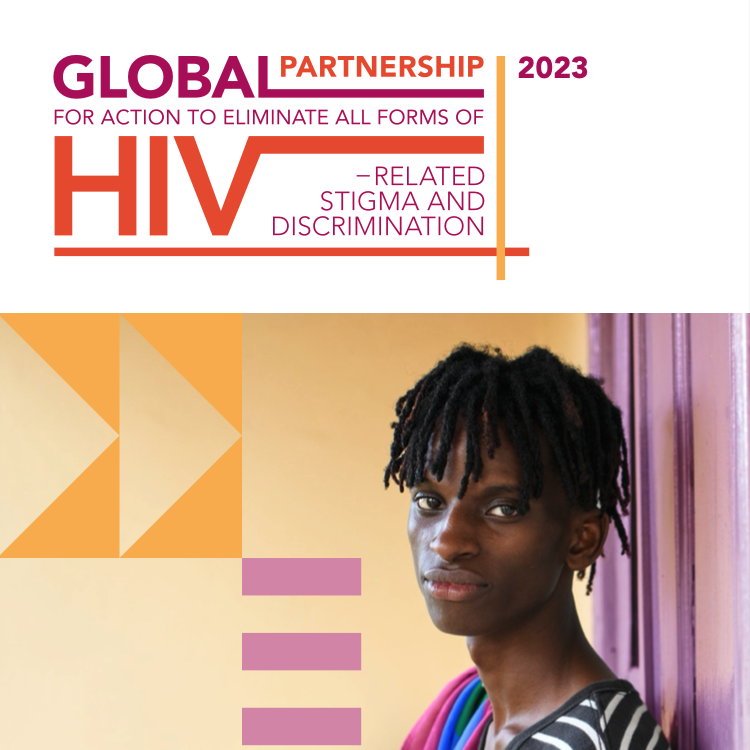 GLOBAL PARTNERSHIP 2023
FOR ACTION TO ELIMINATE ALL FORMS OF
HIV
–RELATED
STIGMA AND
DISCRIMINATION